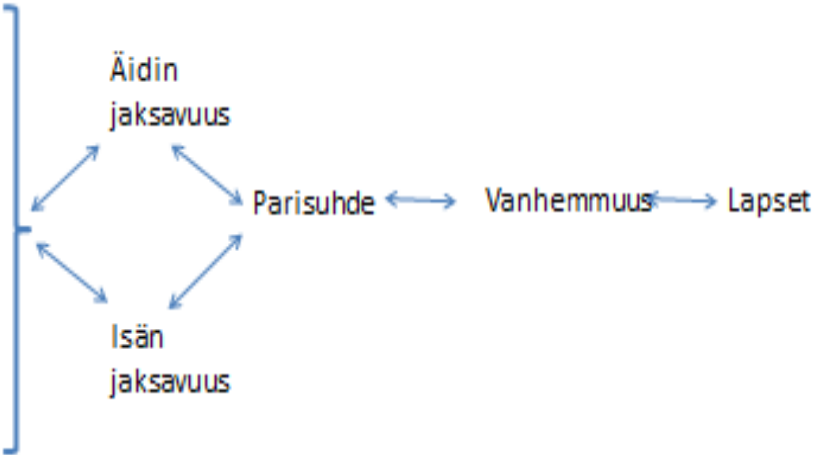 Äidin
jaksavuus
Parisuhde
Vanhemmuus
Lapset
Isän
jaksavuus